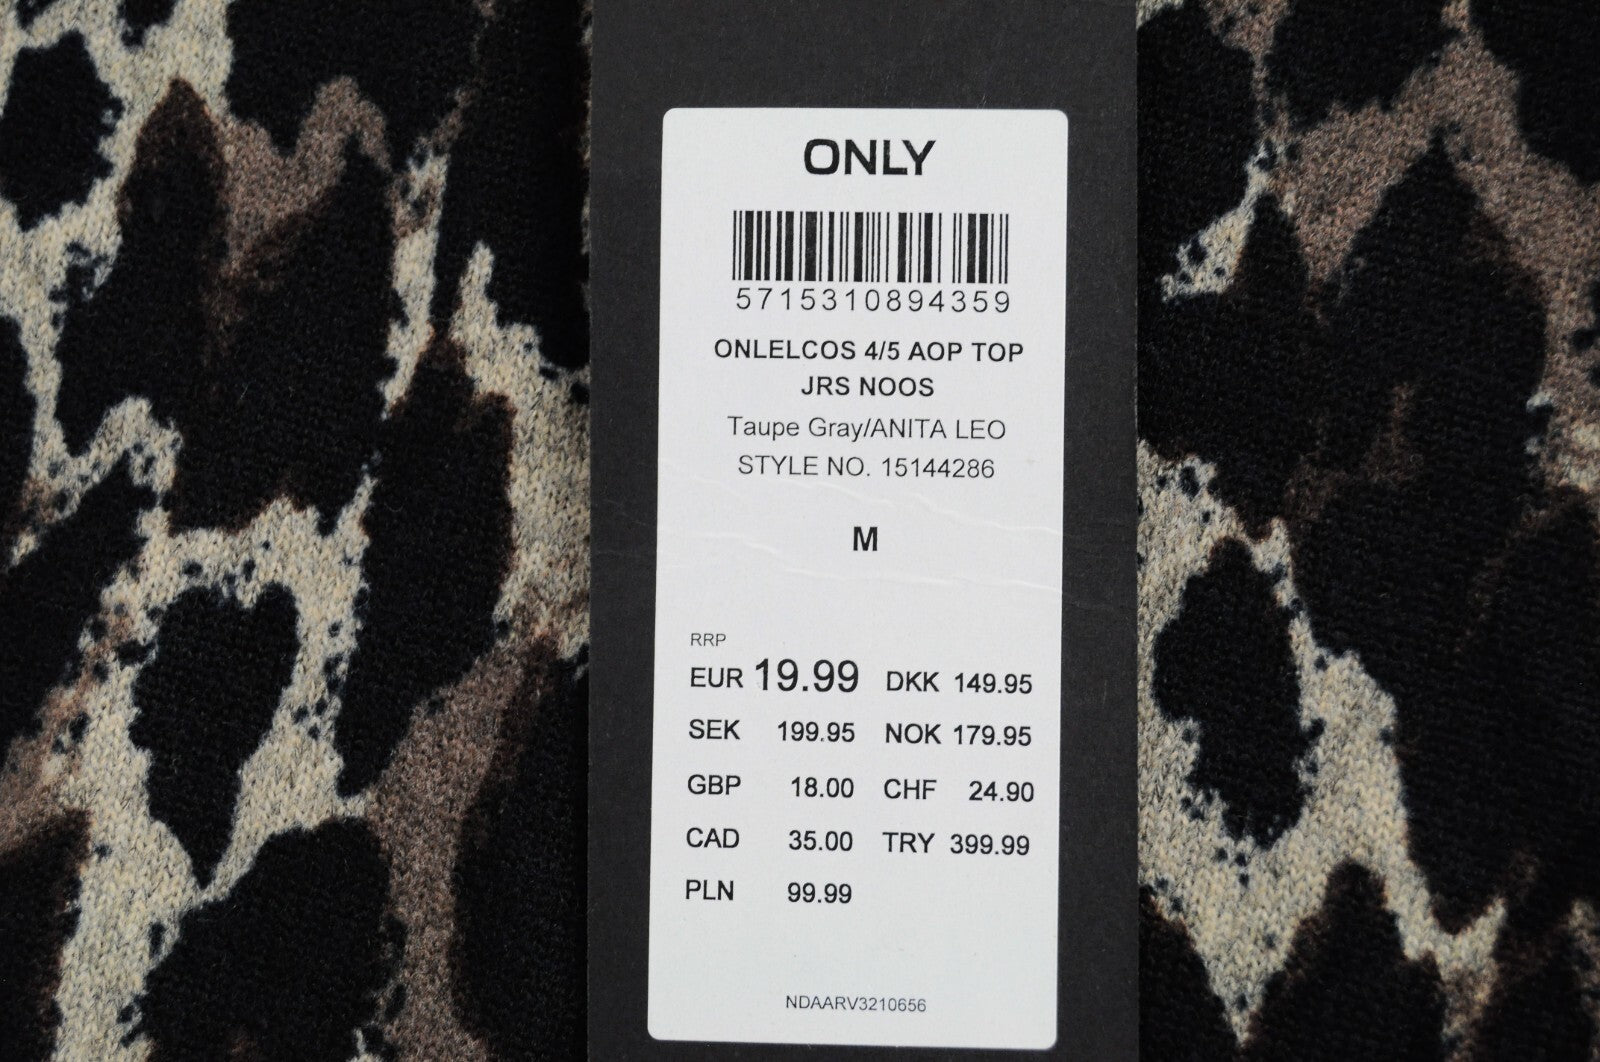 ONLY
5715310894359
ONLELCOS 4/5 AOP TOP
JRS NOOS
Taupe Gray/ANITA LEO
STYLE NO. 15144286
M
RRP
EUR 19.99 DKK 149.95
SEK 199.95 NOK 179.95
GBP 18.00 CHF 24.90
CAD 35.00 TRY 399.99
PLN 99.99
NDAARV3210656